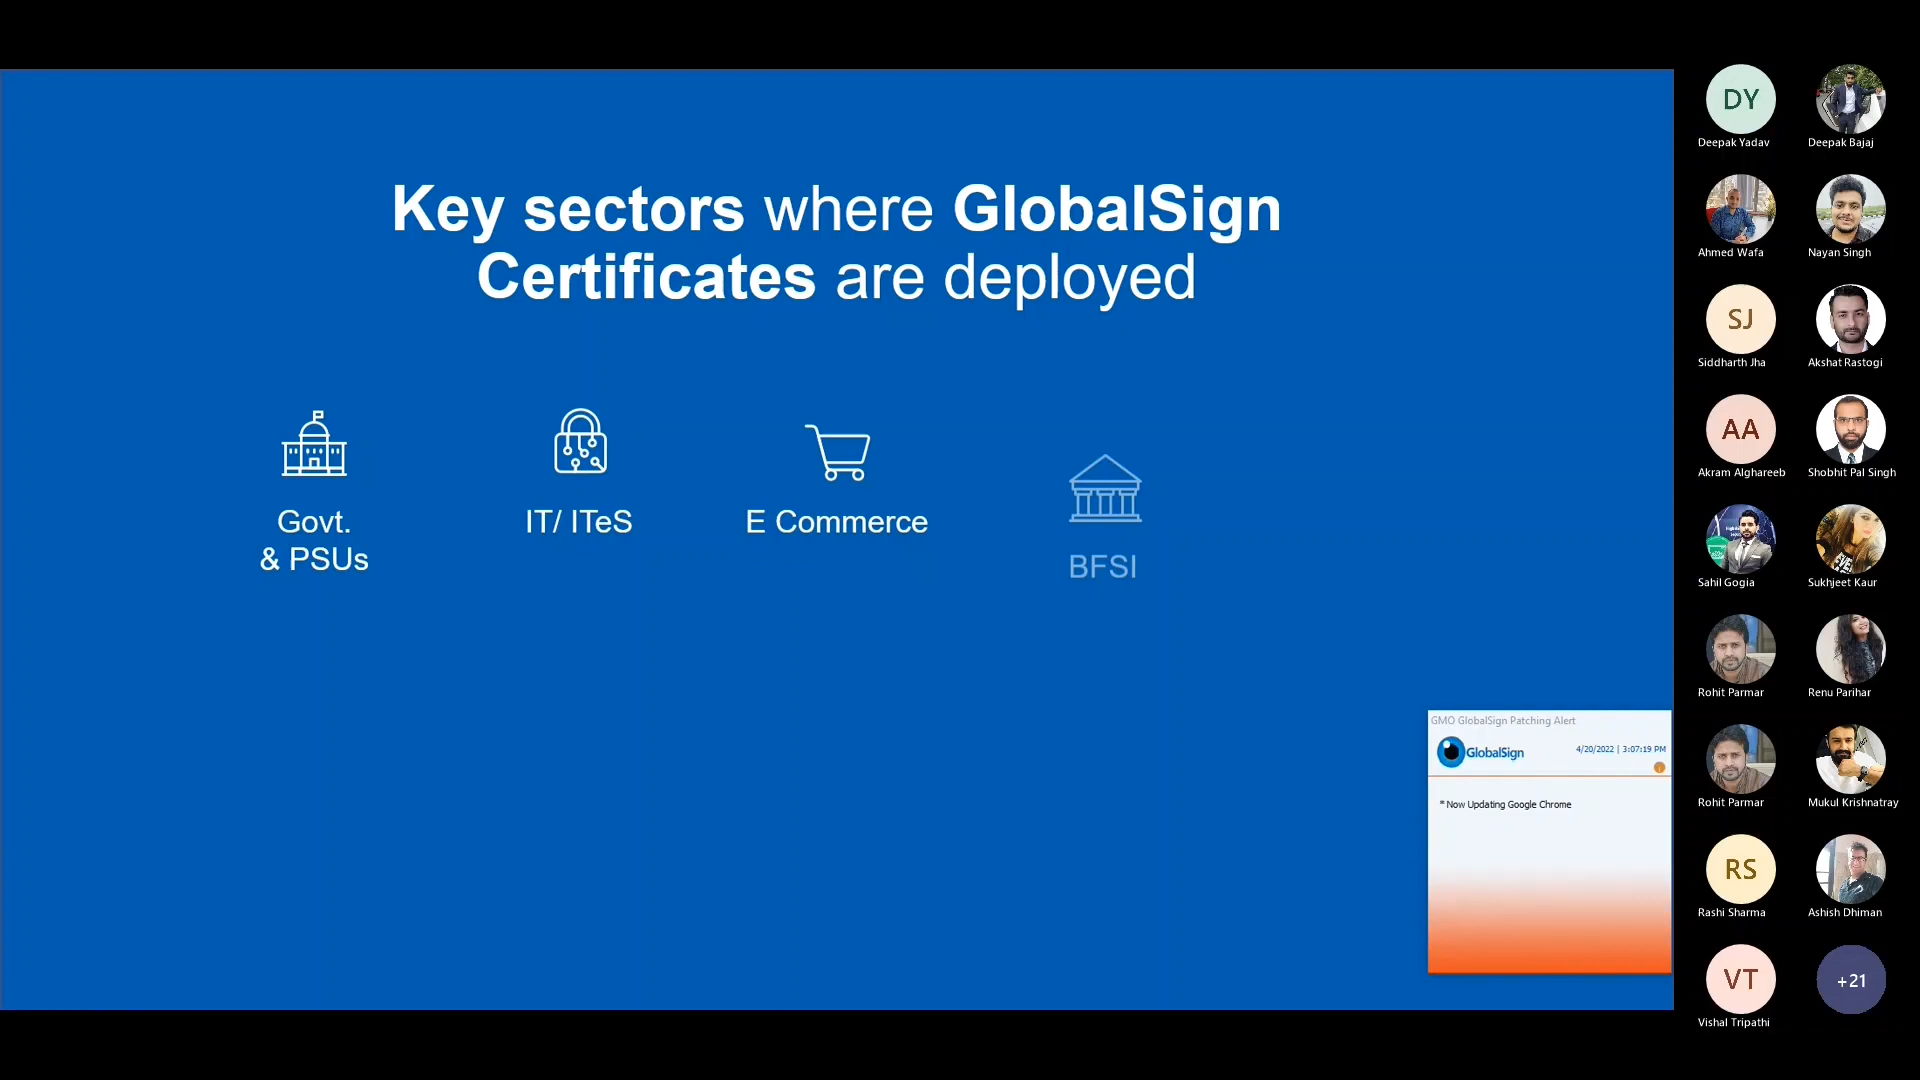 Key sectors where GlobalSign
Certificates are deployed
Govt.
& PSUs
IT/ ITeS
E Commerce
BFSI
GMO GlobalSign Patching Alert
GlobalSign
4/20/2022 | 3:07:19 PM
* Now Updating Google Chrome
DY
Deepak Yadav
Deepak Bajaj
Ahmed Wafa
Nayan Singh
SJ
Siddharth Jha
Akshat Rastogi
AA
Akram Alghareeb
Shobhit Pal Singh
Sahil Gogia
Sukhjeet Kaur
Rohit Parmar
Renu Parihar
Rohit Parmar
Mukul Krishnatray
RS
Rashi Sharma
Ashish Dhiman
VT
Vishal Tripathi
+21